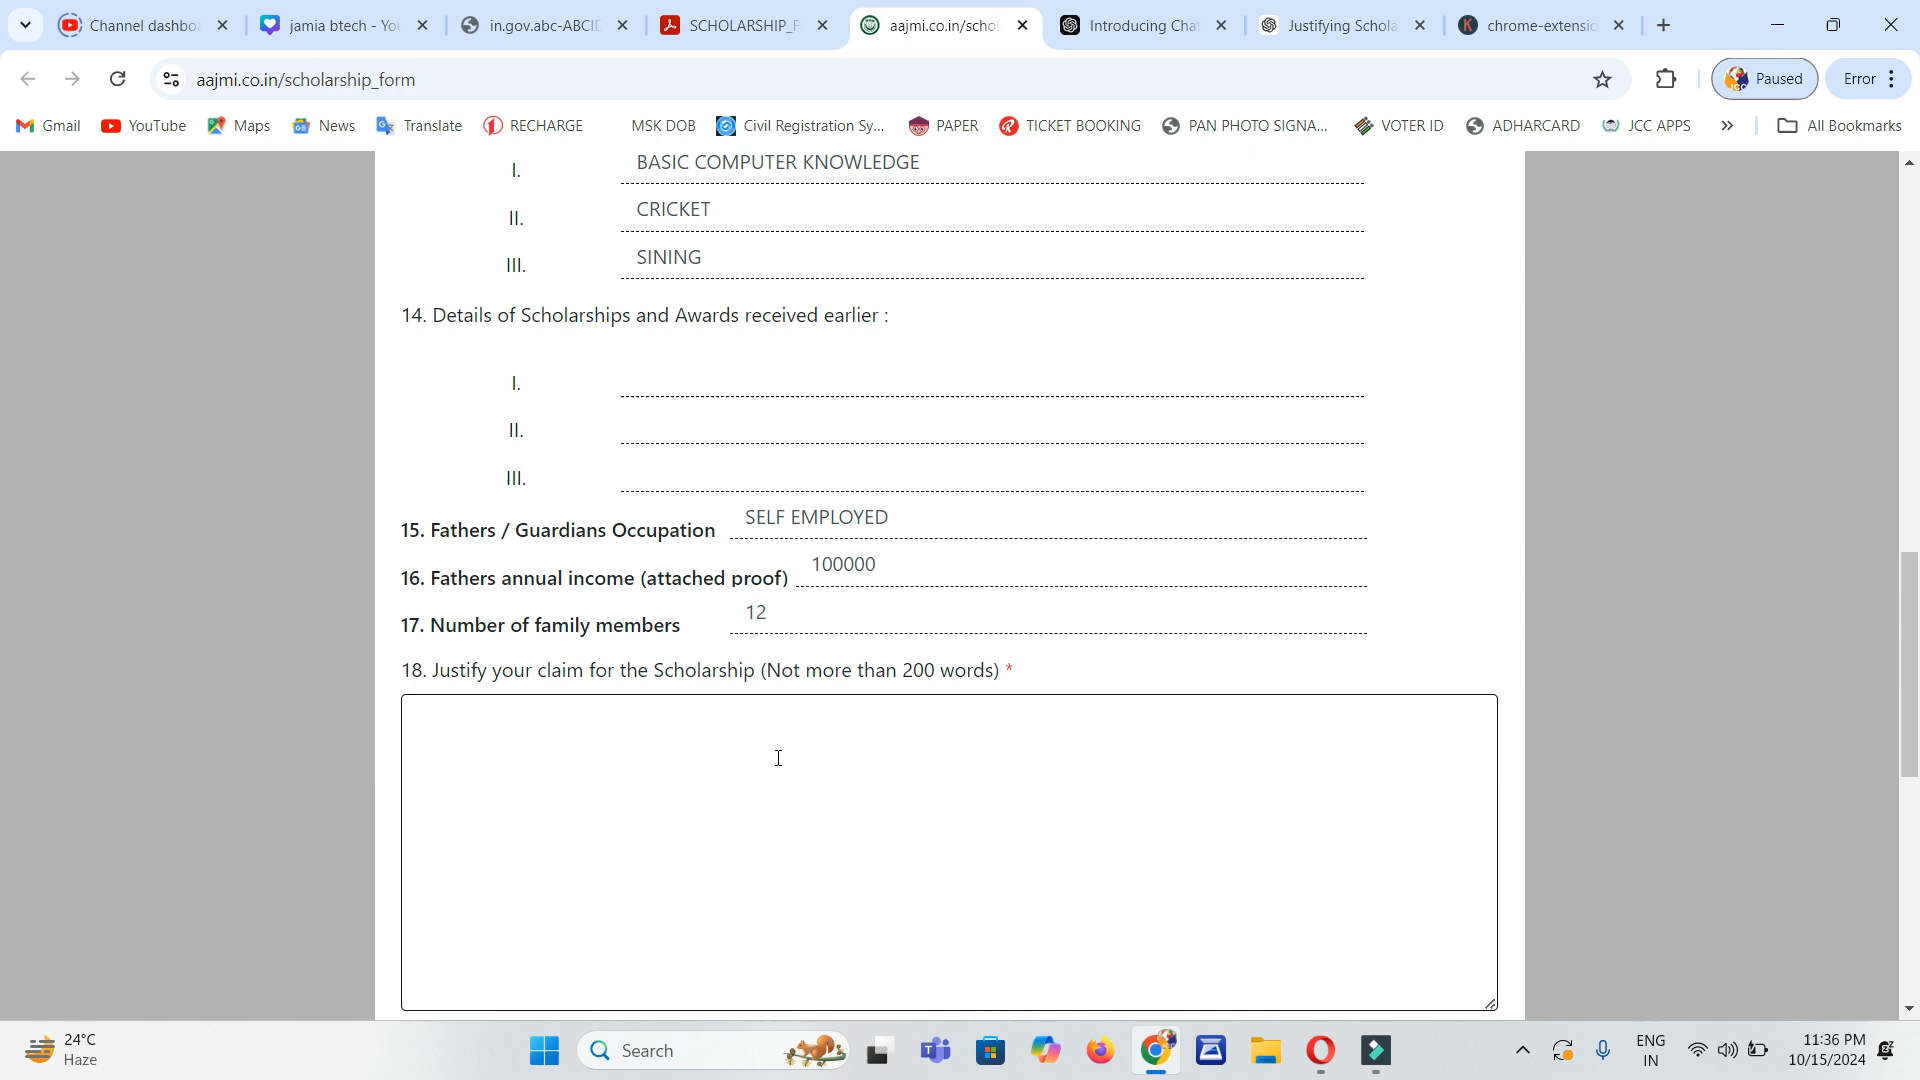 Channel dashbo
jamia btech - You
in.gov.abc-ABCID
SCHOLARSHIP_F
aajmi.co.in/schol
Introducing Chat
Justifying Schola
chrome-extensio
aajmi.co.in/scholarship_form
Paused
Error
Gmail
YouTube
Maps
News
Translate
RECHARGE
MSK DOB
Civil Registration Sy...
PAPER
TICKET BOOKING
PAN PHOTO SIGNA...
VOTER ID
ADHARCARD
JCC APPS
All Bookmarks
I. BASIC COMPUTER KNOWLEDGE
II. CRICKET
III. SINING
14. Details of Scholarships and Awards received earlier :
I.
II.
III.
15. Fathers / Guardians Occupation SELF EMPLOYED
16. Fathers annual income (attached proof) 100000
17. Number of family members 12
18. Justify your claim for the Scholarship (Not more than 200 words) *
24°C
Haze
Search
ENG
IN
11:36 PM
10/15/2024